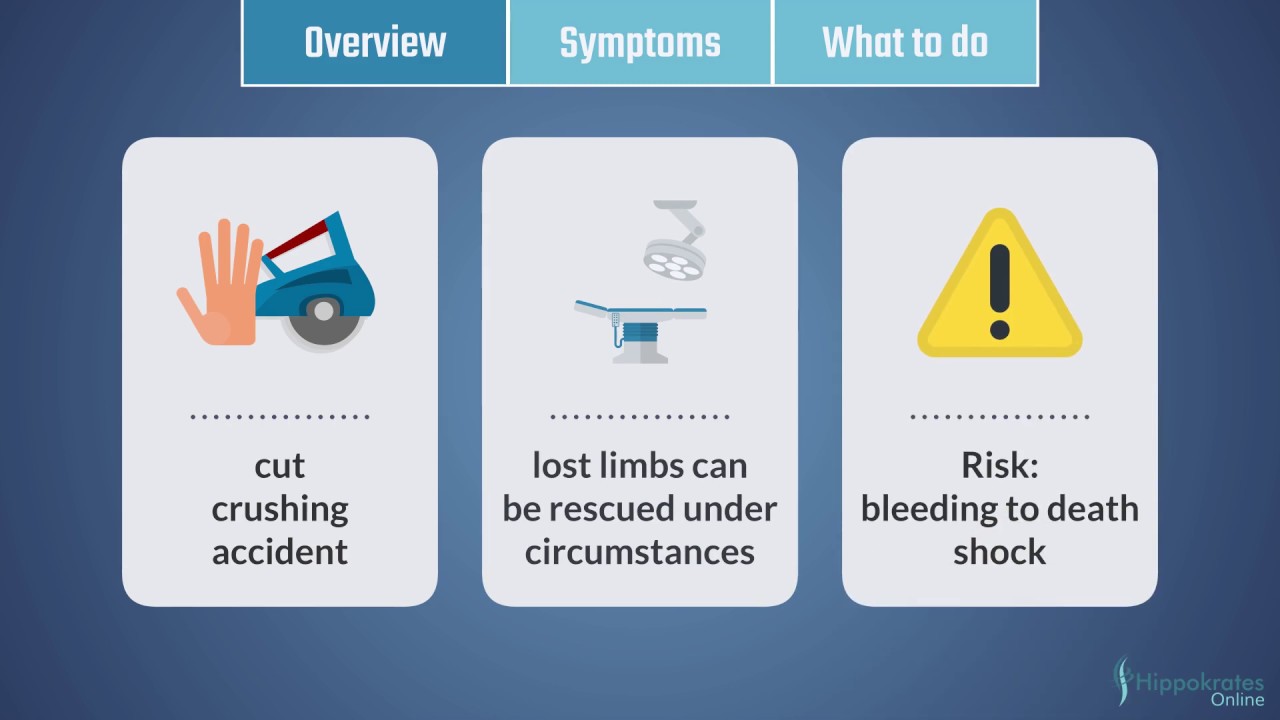 Overview
Symptoms
What to do
cut
crushing
accident
lost limbs can
be rescued under
circumstances
Risk:
bleeding to death
shock
Hippokrates
Online